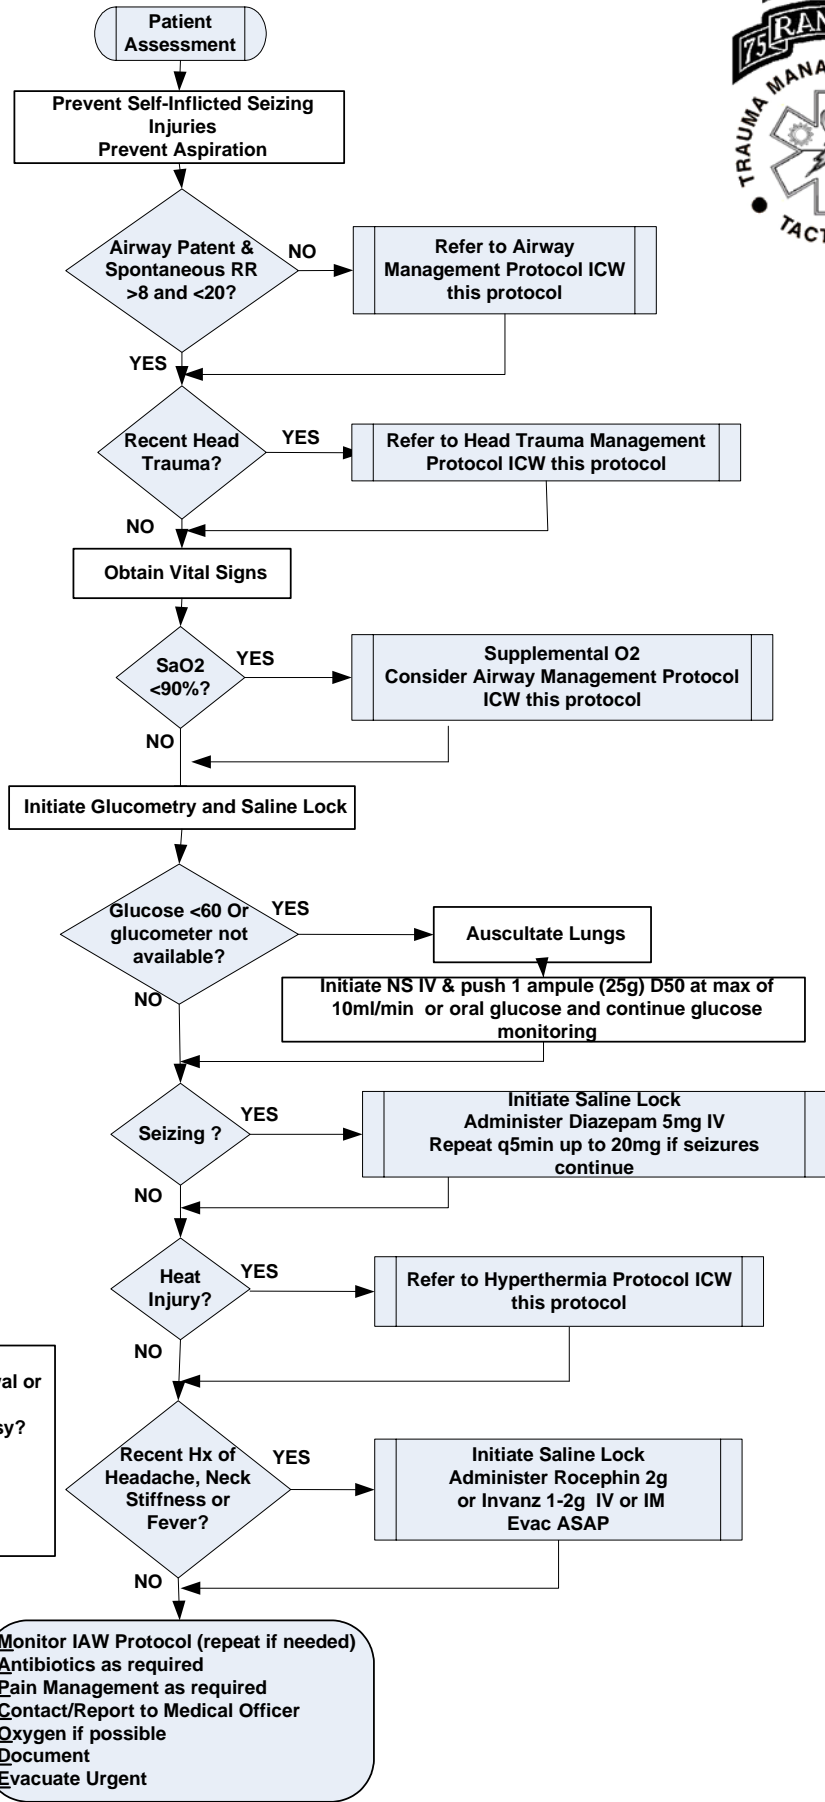 Patient
Assessment
75
RAN
TRAUMA MANA
TACT
Prevent Self-Inflicted Seizing
Injuries
Prevent Aspiration
Airway Patent &
Spontaneous RR
>8 and <20?
NO
Refer to Airway
Management Protocol ICW
this protocol
YES
Recent Head
Trauma?
YES
Refer to Head Trauma Management
Protocol ICW this protocol
NO
Obtain Vital Signs
SaO2
<90%?
YES
Supplemental O2
Consider Airway Management Protocol
ICW this protocol
NO
Initiate Glucometry and Saline Lock
Glucose <60 Or
glucometer not
available?
YES
Auscultate Lungs
NO
Initiate NS IV & push 1 ampule (25g) D50 at max of
10ml/min or oral glucose and continue glucose
monitoring
Seizing ?
YES
Initiate Saline Lock
Administer Diazepam 5mg IV
Repeat q5min up to 20mg if seizures
continue
NO
Heat
Injury?
YES
Refer to Hyperthermia Protocol ICW
this protocol
NO
al or
sy?
Recent Hx of
Headache, Neck
Stiffness or
Fever?
YES
Initiate Saline Lock
Administer Rocephin 2g
or Invanz 1-2g IV or IM
Evac ASAP
NO
Monitor IAW Protocol (repeat if needed)
Antibiotics as required
Pain Management as required
Contact/Report to Medical Officer
Oxygen if possible
Document
Evacuate Urgent